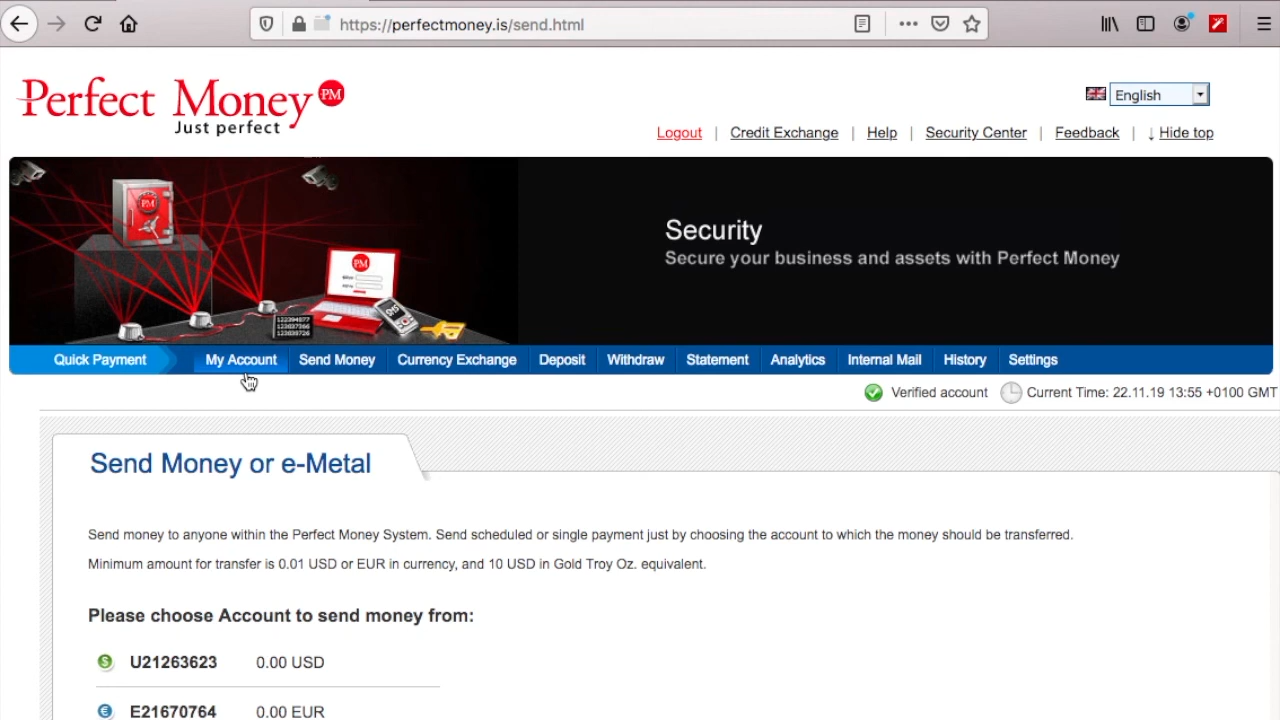 https://perfectmoney.is/send.html
Perfect Money PM
Just perfect
English
Logout | Credit Exchange | Help | Security Center | Feedback | ↓ Hide top
PM
PM
SMS
Security
Secure your business and assets with Perfect Money
Quick Payment My Account Send Money Currency Exchange Deposit Withdraw Statement Analytics Internal Mail History Settings
Verified account Current Time: 22.11.19 13:55 +0100 GMT
Send Money or e-Metal
Send money to anyone within the Perfect Money System. Send scheduled or single payment just by choosing the account to which the money should be transferred.
Minimum amount for transfer is 0.01 USD or EUR in currency, and 10 USD in Gold Troy Oz. equivalent.
Please choose Account to send money from:
$ U21263623 0.00 USD
€ E21670764 0.00 EUR